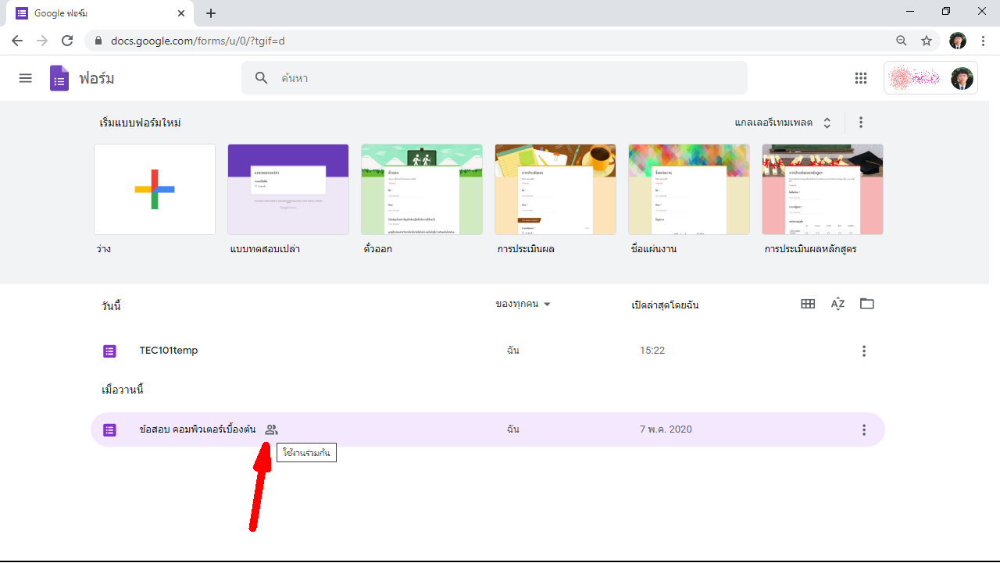 Google ฟอร์ม
docs.google.com/forms/u/0/?tgif=d
ฟอร์ม
ค้นหา
เริ่มแบบฟอร์มใหม่
แกลเลอรีเทมเพลต
ว่าง
แบบทดสอบเปล่า
ตั๋วออก
การประเมินผล
ชื่อแผ่นงาน
การประเมินผลหลักสูตร
วันนี้
ของทุกคน
เปิดล่าสุดโดยฉัน
AZ
TEC101temp
ฉัน
15:22
เมื่อวานนี้
ข้อสอบ คอมพิวเตอร์เบื้องต้น
ฉัน
7 พ.ค. 2020
ใช้งานร่วมกัน